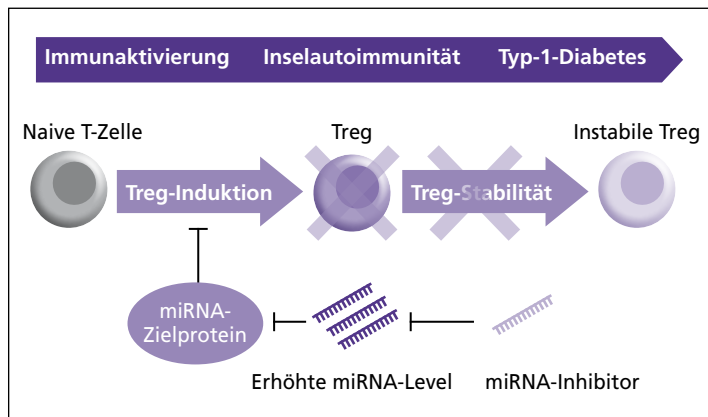 Immunaktivierung Inselautoimmunität Typ-1-Diabetes
Naive T-Zelle Treg Instabile Treg
Treg-Induktion Treg-Stabilität
miRNA-
Zielprotein
Erhöhte miRNA-Level miRNA-Inhibitor